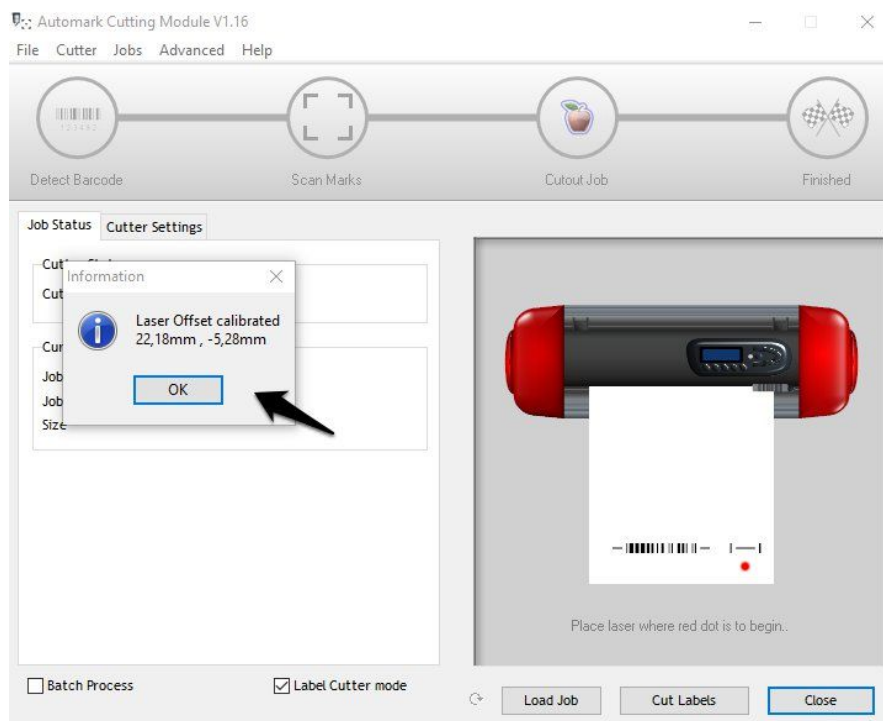 Automark Cutting Module V1.16
File Cutter Jobs Advanced Help
Detect Barcode Scan Marks Cutout Job Finished
Job Status Cutter Settings
Information
Laser Offset calibrated
22,18mm , -5,28mm
OK
Cut
Cur
Job
Job
Size
Place laser where red dot is to begin..
Batch Process Label Cutter mode
Load Job Cut Labels Close